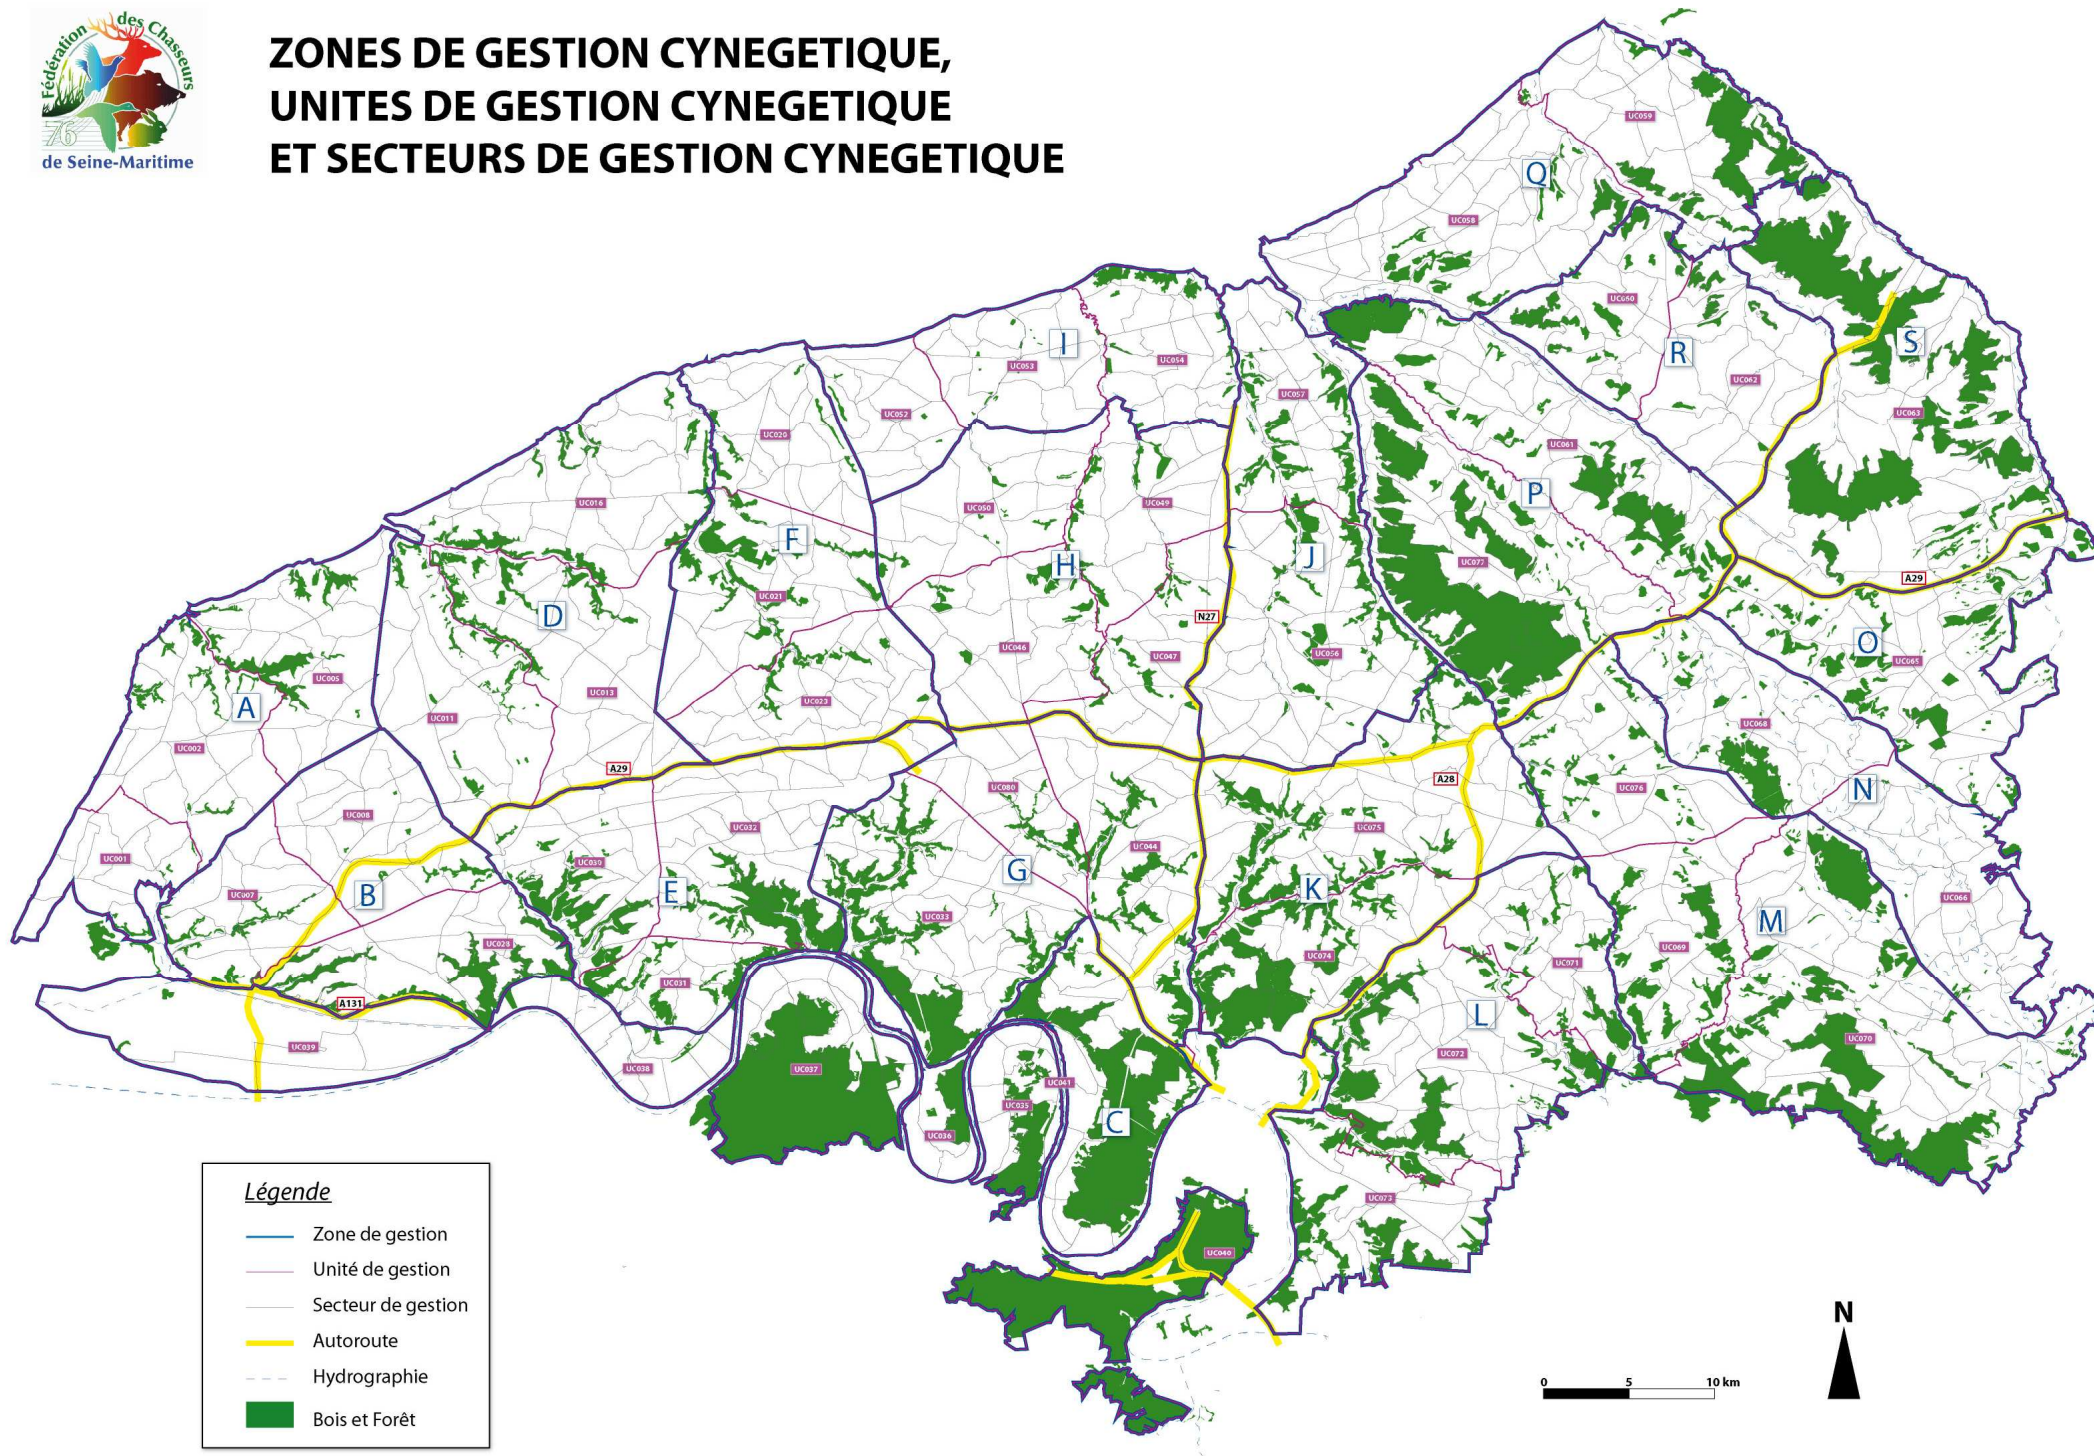 Fédération des Chasseurs
76
de Seine-Maritime
ZONES DE GESTION CYNEGETIQUE,
UNITES DE GESTION CYNEGETIQUE
ET SECTEURS DE GESTION CYNEGETIQUE
UC059
Q
UC058
UC060
R
UC062
S
UC063
I
UC053
UC054
UC052
UC057
UC061
P
UC020
UC016
UC050
UC049
F
H
J
UC077
A29
UC021
D
N27
O
UC065
UC046
UC047
UC056
UC005
A
UC013
UC023
UC011
UC002
UC068
A29
A28
N
UC076
UC080
UC008
UC032
UC075
UC001
UC030
UC044
G
UC007
B
E
K
UC066
UC033
M
UC028
UC069
UC074
UC071
UC031
A131
L
UC039
UC070
UC072
UC038
UC037
UC041
UC035
C
UC036
UC073
UC040
Légende
Zone de gestion
Unité de gestion
Secteur de gestion
Autoroute
Hydrographie
Bois et Forêt
N
0 5 10 km